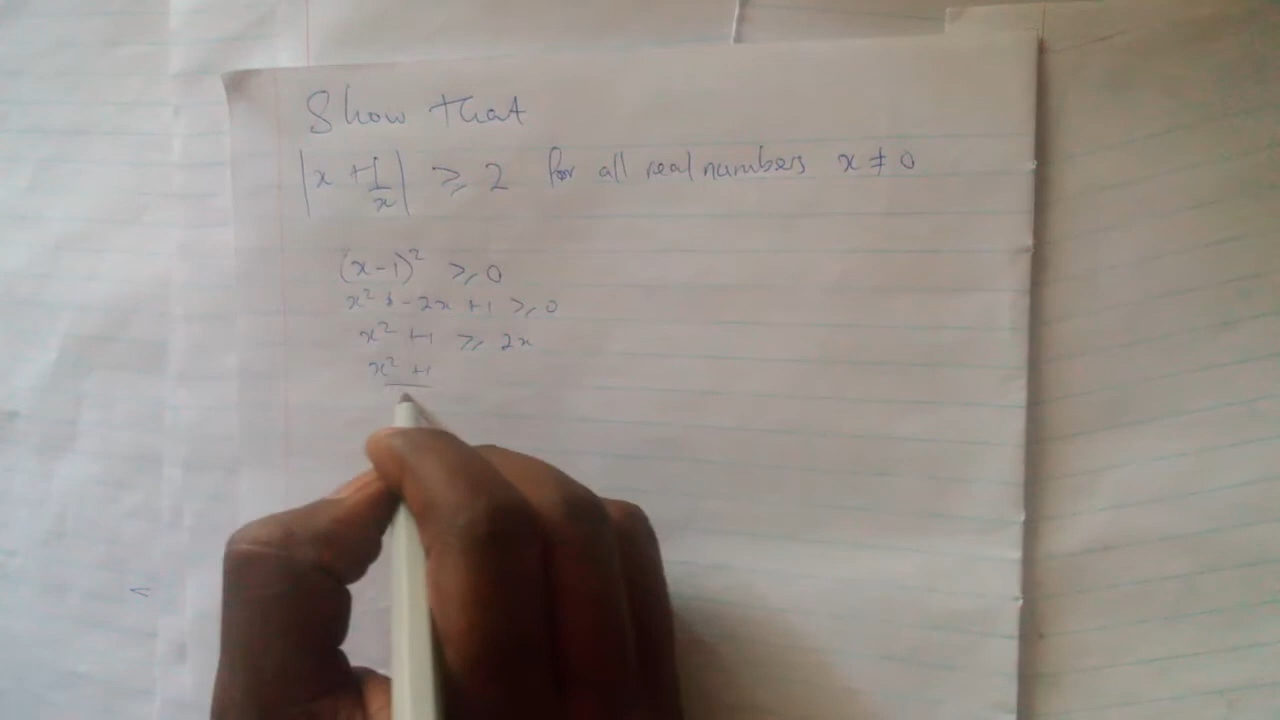 Show that
|x + 1/x| ⩾ 2 for all real numbers x ≠ 0
(x-1)² ⩾ 0
x² - 2x + 1 ⩾ 0
x² + 1 ⩾ 2x
x² + 1